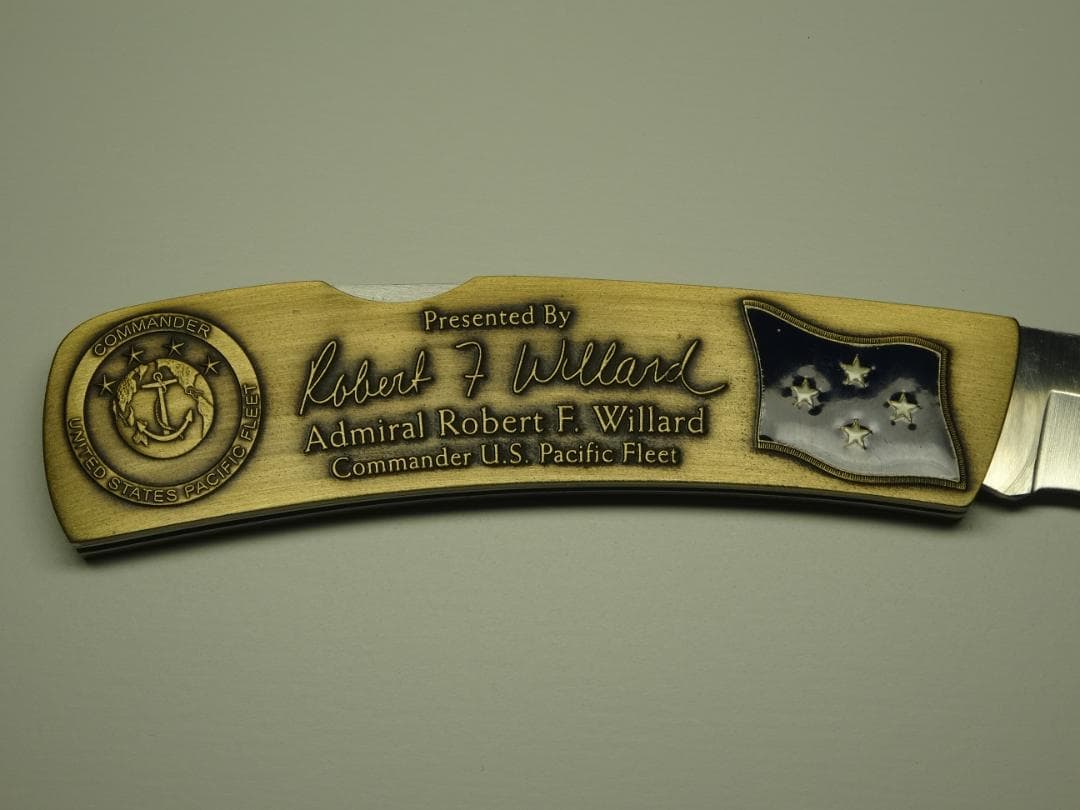 COMMANDER
UNITED STATES PACIFIC FLEET
Presented By
Robert F Willard
Admiral Robert F. Willard
Commander U.S. Pacific Fleet